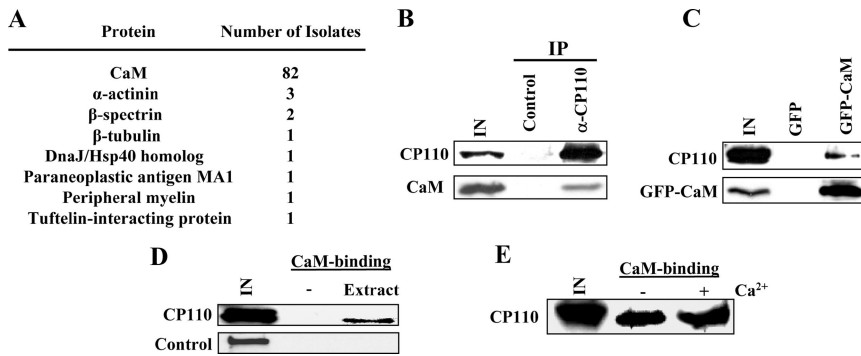 A
Protein Number of Isolates
CaM 82
α-actinin 3
β-spectrin 2
β-tubulin 1
DnaJ/Hsp40 homolog 1
Paraneoplastic antigen MA1 1
Peripheral myelin 1
Tuftelin-interacting protein 1
B
IP
IN Control α-CP110
CP110
CaM
C
IN GFP GFP-CaM
CP110
GFP-CaM
D
CaM-binding
IN - Extract
CP110
Control
E
CaM-binding
IN - + Ca²⁺
CP110